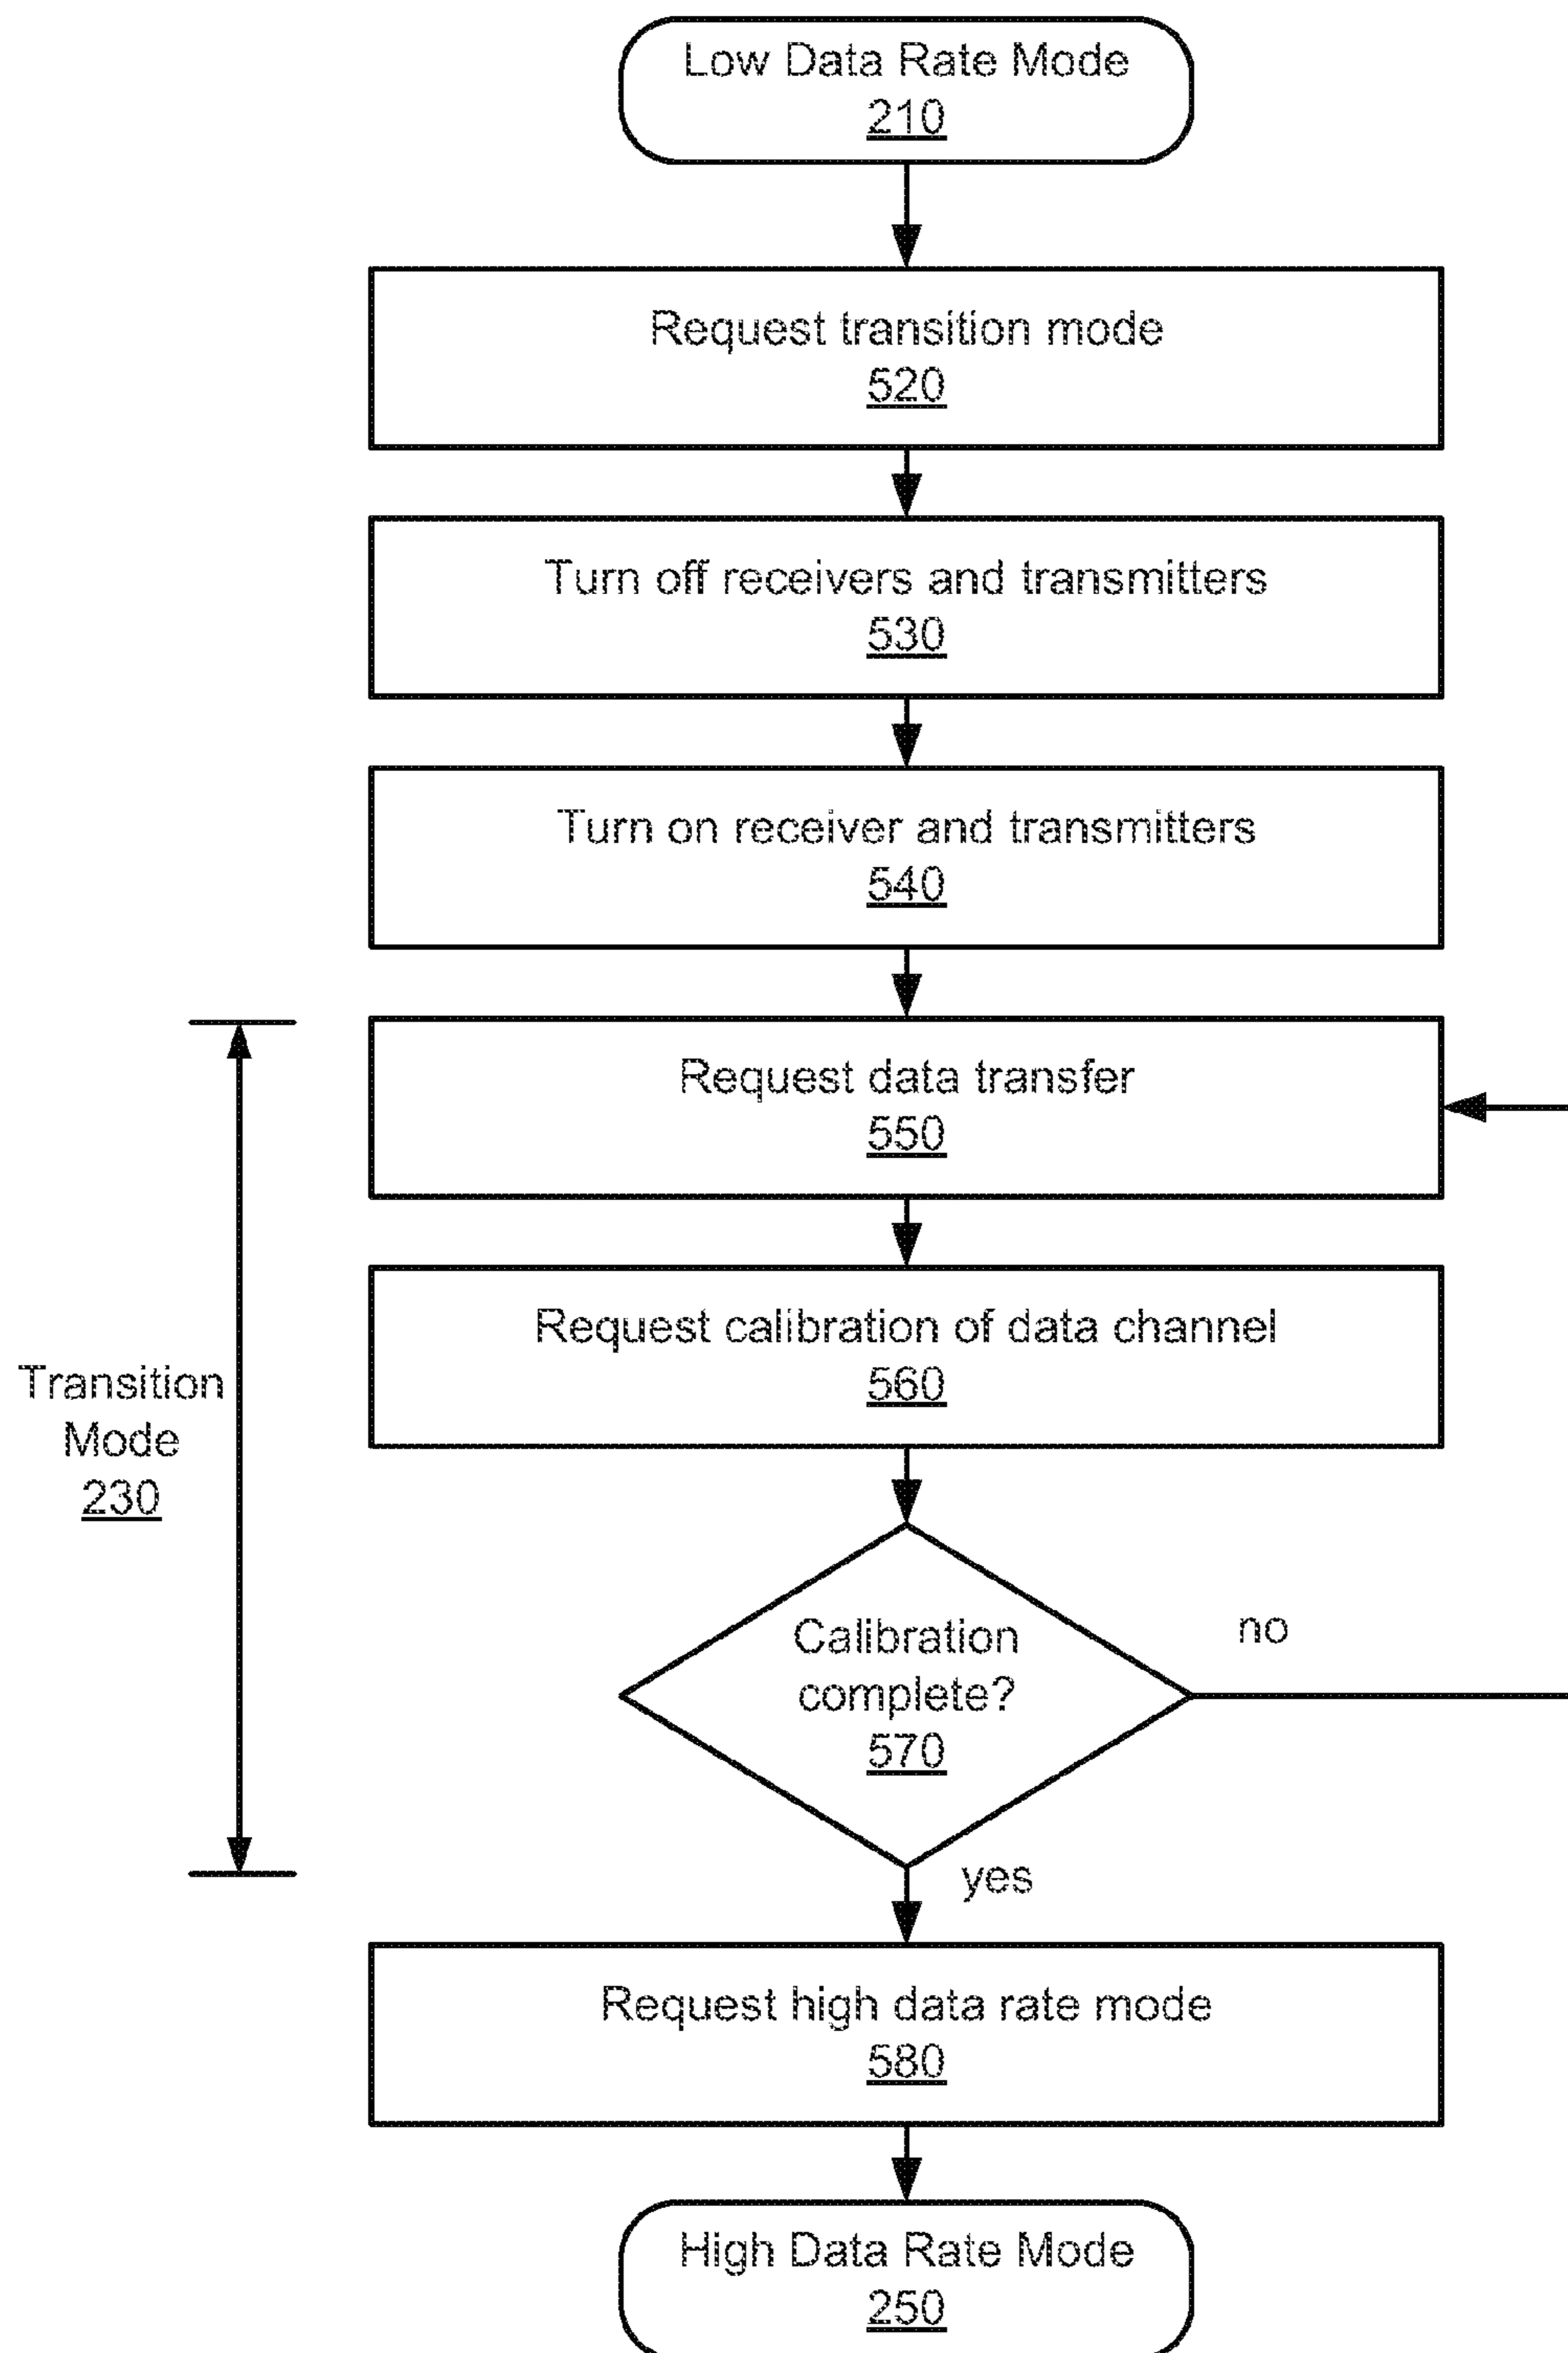 Low Data Rate Mode
210
Request transition mode
520
Turn off receivers and transmitters
530
Turn on receiver and transmitters
540
Request data transfer
550
Request calibration of data channel
560
Transition
Mode
230
Calibration
complete?
570
no
yes
Request high data rate mode
580
High Data Rate Mode
250